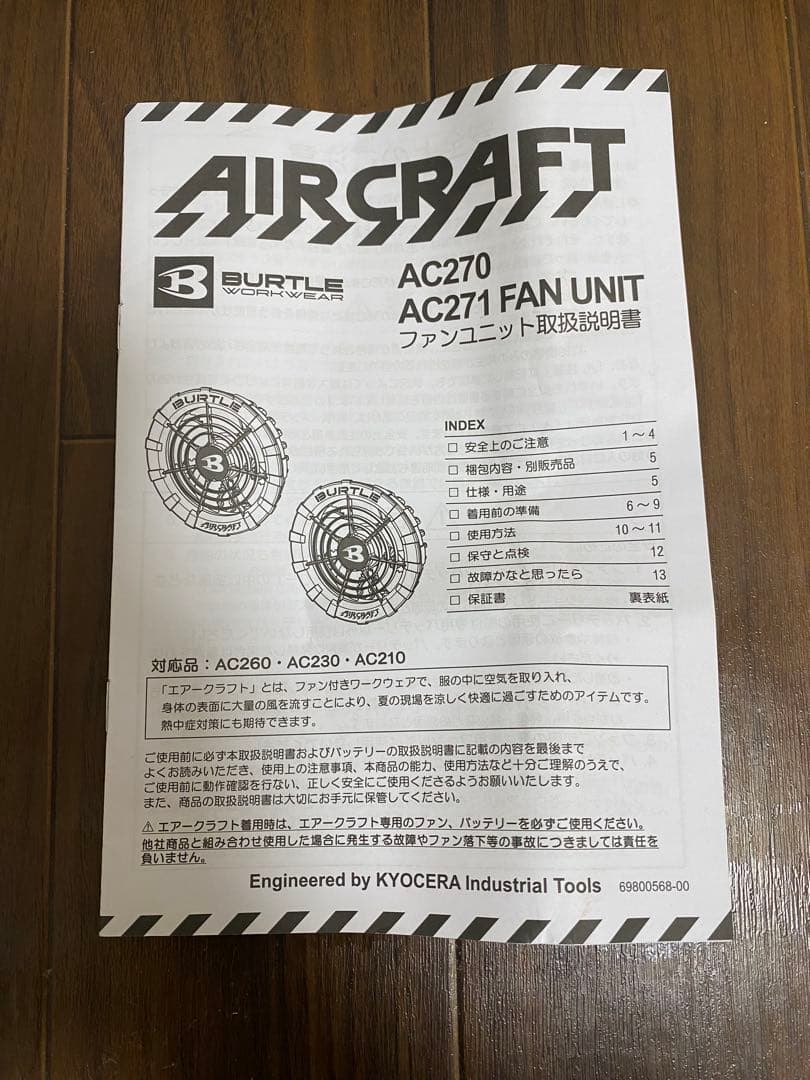 AIRCRAFT
B BURTLE
WORKWEAR
AC270
AC271 FAN UNIT
ファンユニット取扱説明書
BURTLE
B
AIRCRAFT
BURTLE
B
AIRCRAFT
INDEX
□ 安全上のご注意 1～4
□ 梱包内容・別販売品 5
□ 仕様・用途 5
□ 着用前の準備 6～9
□ 使用方法 10～11
□ 保守と点検 12
□ 故障かなと思ったら 13
□ 保証書 裏表紙
対応品：AC260・AC230・AC210
「エアークラフト」とは、ファン付きワークウェアで、服の中に空気を取り入れ、
身体の表面に大量の風を流すことにより、夏の現場を涼しく快適に過ごすためのアイテムです。
熱中症対策にも期待できます。
ご使用前に必ず本取扱説明書およびバッテリーの取扱説明書に記載の内容を最後まで
よくお読みいただき、使用上の注意事項、本商品の能力、使用方法など十分ご理解のうえで、
ご使用前に動作確認を行ない、正しく安全にご使用くださるようお願いいたします。
また、商品の取扱説明書は大切にお手元に保管してください。
⚠ エアークラフト着用時は、エアークラフト専用のファン、バッテリーを必ずご使用ください。
他社商品と組み合わせ使用した場合に発生する故障やファン落下等の事故につきましては責任を
負いません。
Engineered by KYOCERA Industrial Tools 69800568-00